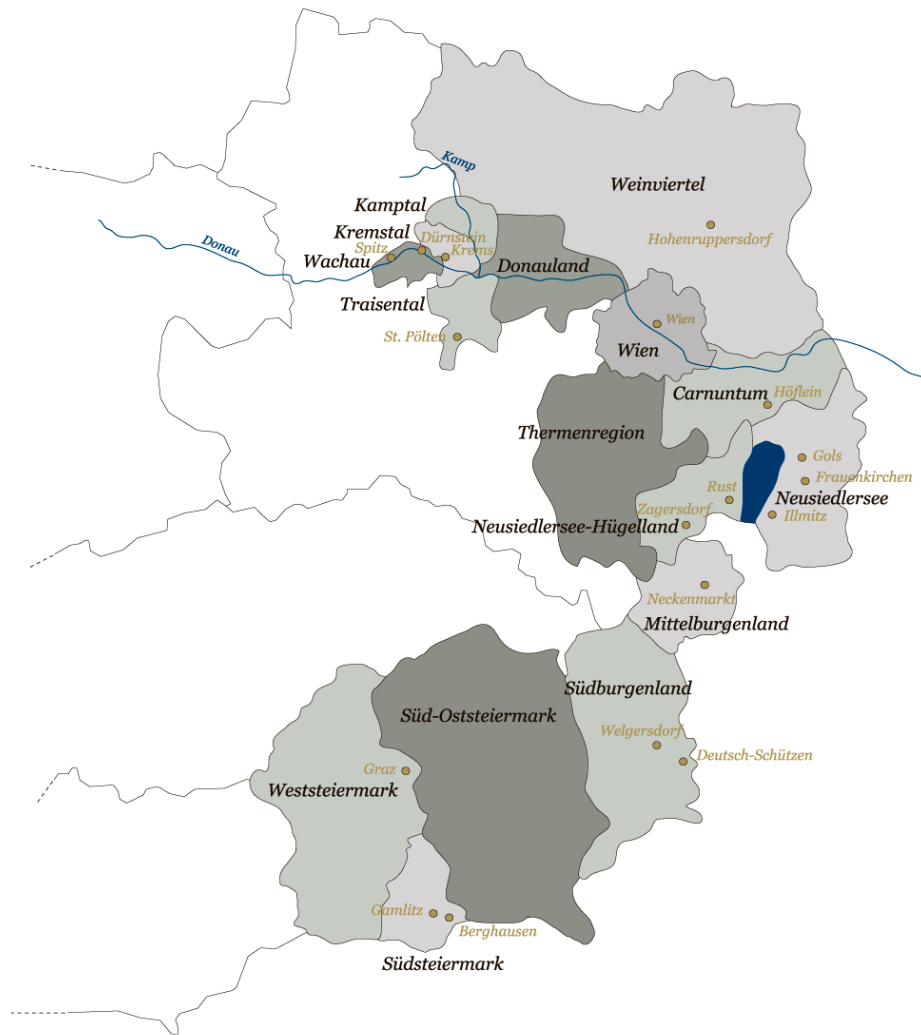 Kamp
Weinviertel
Kamptal
Hohenruppersdorf
Kremstal
Donau
Dürnstein
Spitz
Krems
Wachau
Donauland
Traisental
Wien
St. Pölten
Wien
Carnuntum
Höflein
Thermenregion
Gols
Frauenkirchen
Rust
Neusiedlersee
Zagersdorf
Illmitz
Neusiedlersee-Hügelland
Neckenmarkt
Mittelburgenland
Südburgenland
Süd-Oststeiermark
Welgersdorf
Deutsch-Schützen
Graz
Weststeiermark
Gamlitz
Berghausen
Südsteiermark